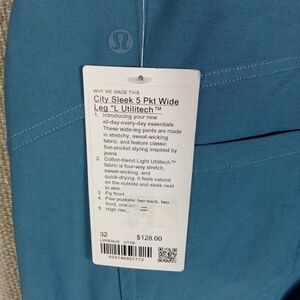 WHY WE MADE THIS
City Sleek 5 Pkt Wide
Leg *L Utilitech™
1. Introducing your new
all-day-every-day essentials.
These wide-leg pants are made
in stretchy, sweat-wicking
fabric, and feature classic
five-pocket styling inspired by
jeans
2. Cotton-blend Light Utilitech™
fabric is four-way stretch,
sweat-wicking, and
quick-drying. It feels natural
on the outside and sleek next
to skin.
3. Fly front
4. Five pockets: two back, two
front, one
5. High rise
32 $128.00